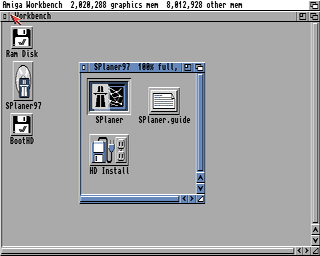 Amiga Workbench 2,020,288 graphics mem 8,012,928 other mem
Workbench
Ram Disk
SPlaner97
BootHD
SPlaner97 100% full,
SPlaner
SPlaner.guide
HD Install